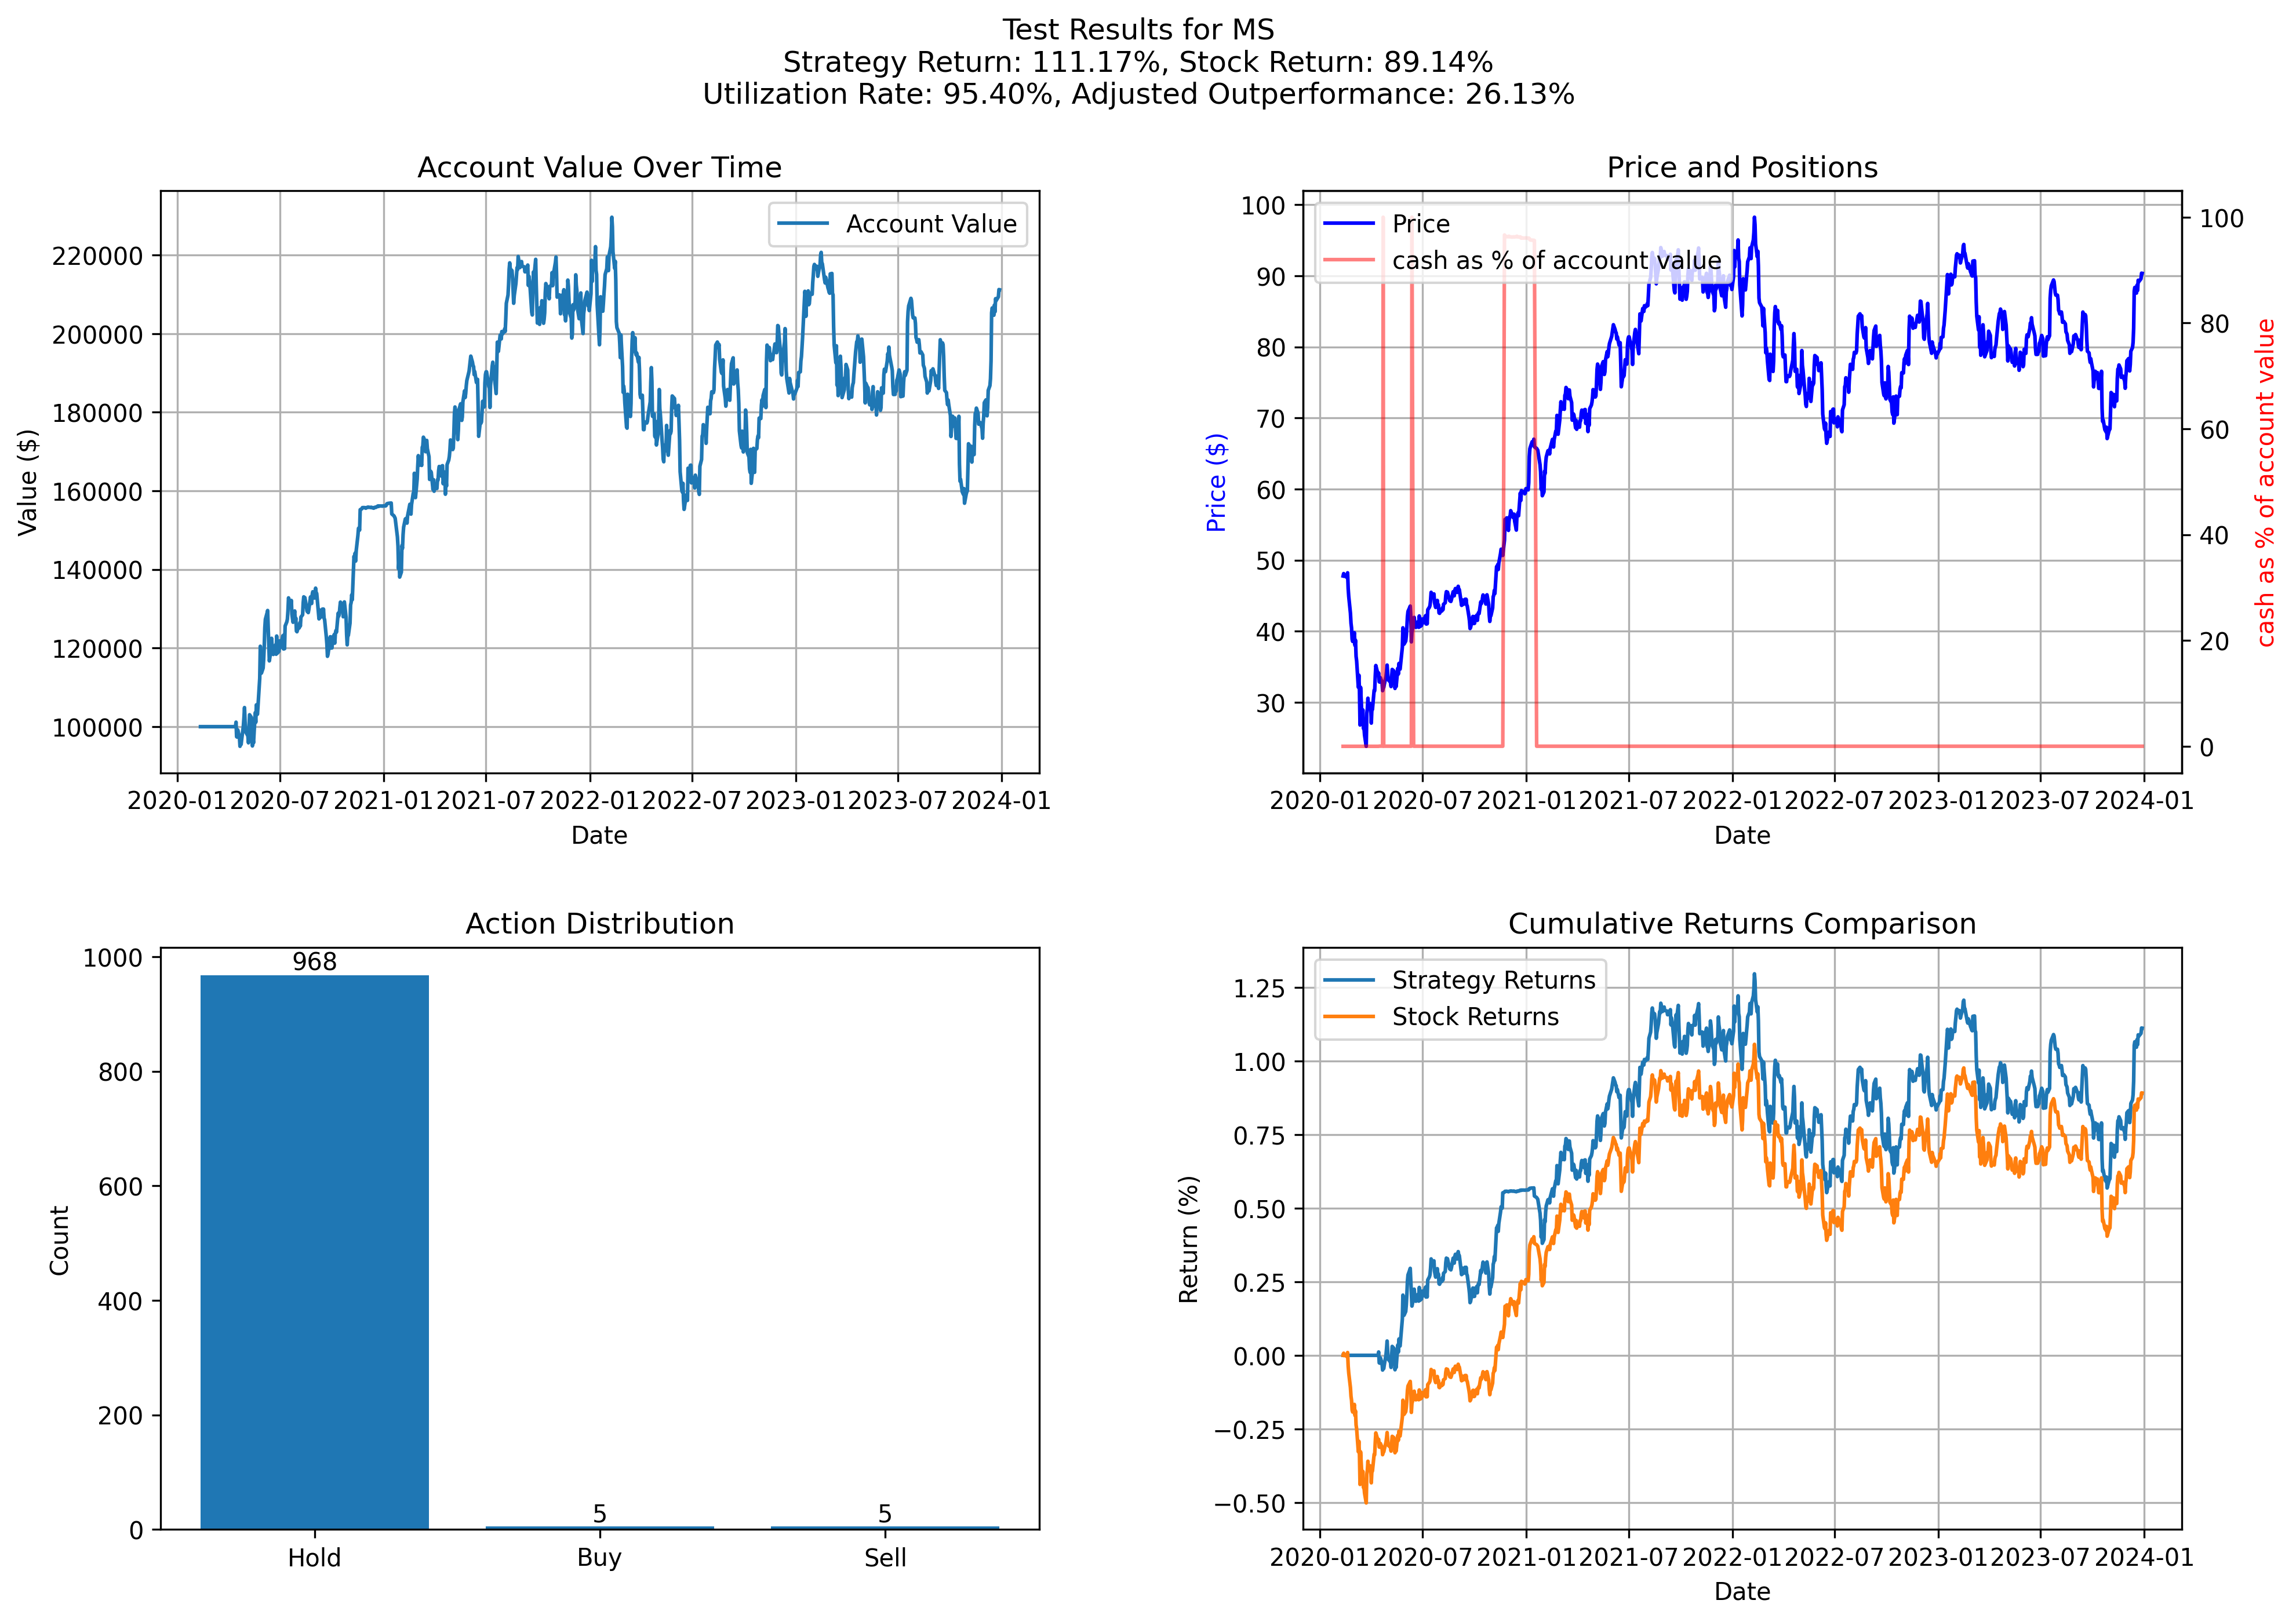 Test Results for MS
Strategy Return: 111.17%, Stock Return: 89.14%
Utilization Rate: 95.40%, Adjusted Outperformance: 26.13%
Account Value Over Time
Account Value
220000
200000
180000
160000
140000
120000
100000
Value ($)
2020-01 2020-07 2021-01 2021-07 2022-01 2022-07 2023-01 2023-07 2024-01
Date
Price and Positions
Price
cash as % of account value
100
90
80
70
60
50
40
30
Price ($)
100
80
60
40
20
0
cash as % of account value
2020-01 2020-07 2021-01 2021-07 2022-01 2022-07 2023-01 2023-07 2024-01
Date
Action Distribution
1000
800
600
400
200
0
Count
968
5
5
Hold
Buy
Sell
Cumulative Returns Comparison
Strategy Returns
Stock Returns
1.25
1.00
0.75
0.50
0.25
0.00
−0.25
−0.50
Return (%)
2020-01 2020-07 2021-01 2021-07 2022-01 2022-07 2023-01 2023-07 2024-01
Date